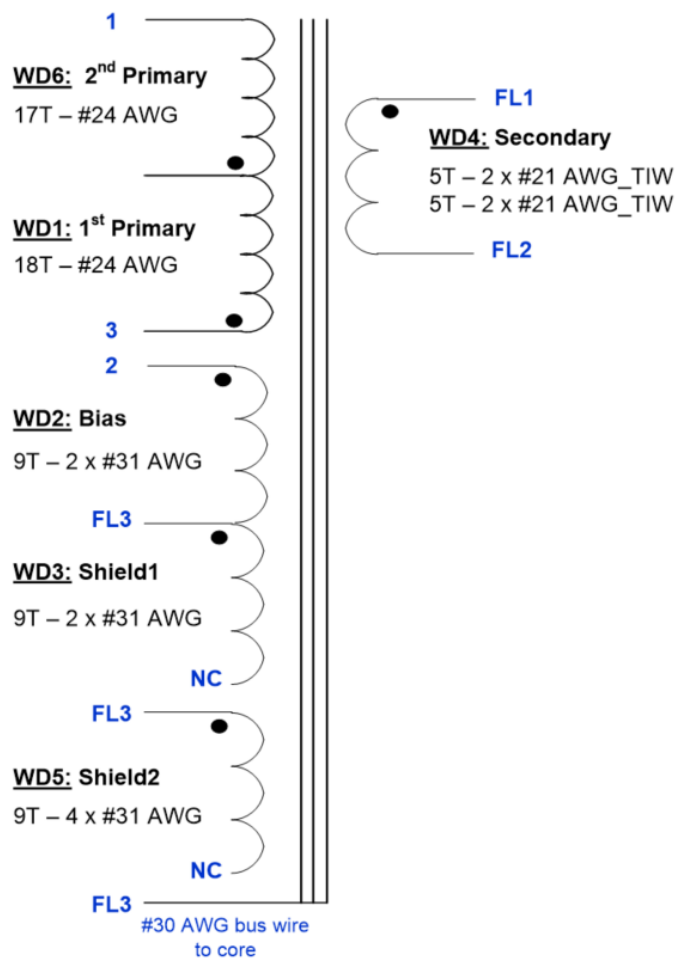 1
WD6: 2nd Primary
17T – #24 AWG
WD1: 1st Primary
18T – #24 AWG
3
2
WD2: Bias
9T – 2 x #31 AWG
FL3
WD3: Shield1
9T – 2 x #31 AWG
NC
FL3
WD5: Shield2
9T – 4 x #31 AWG
NC
FL3
#30 AWG bus wire
to core
FL1
WD4: Secondary
5T – 2 x #21 AWG_TIW
5T – 2 x #21 AWG_TIW
FL2